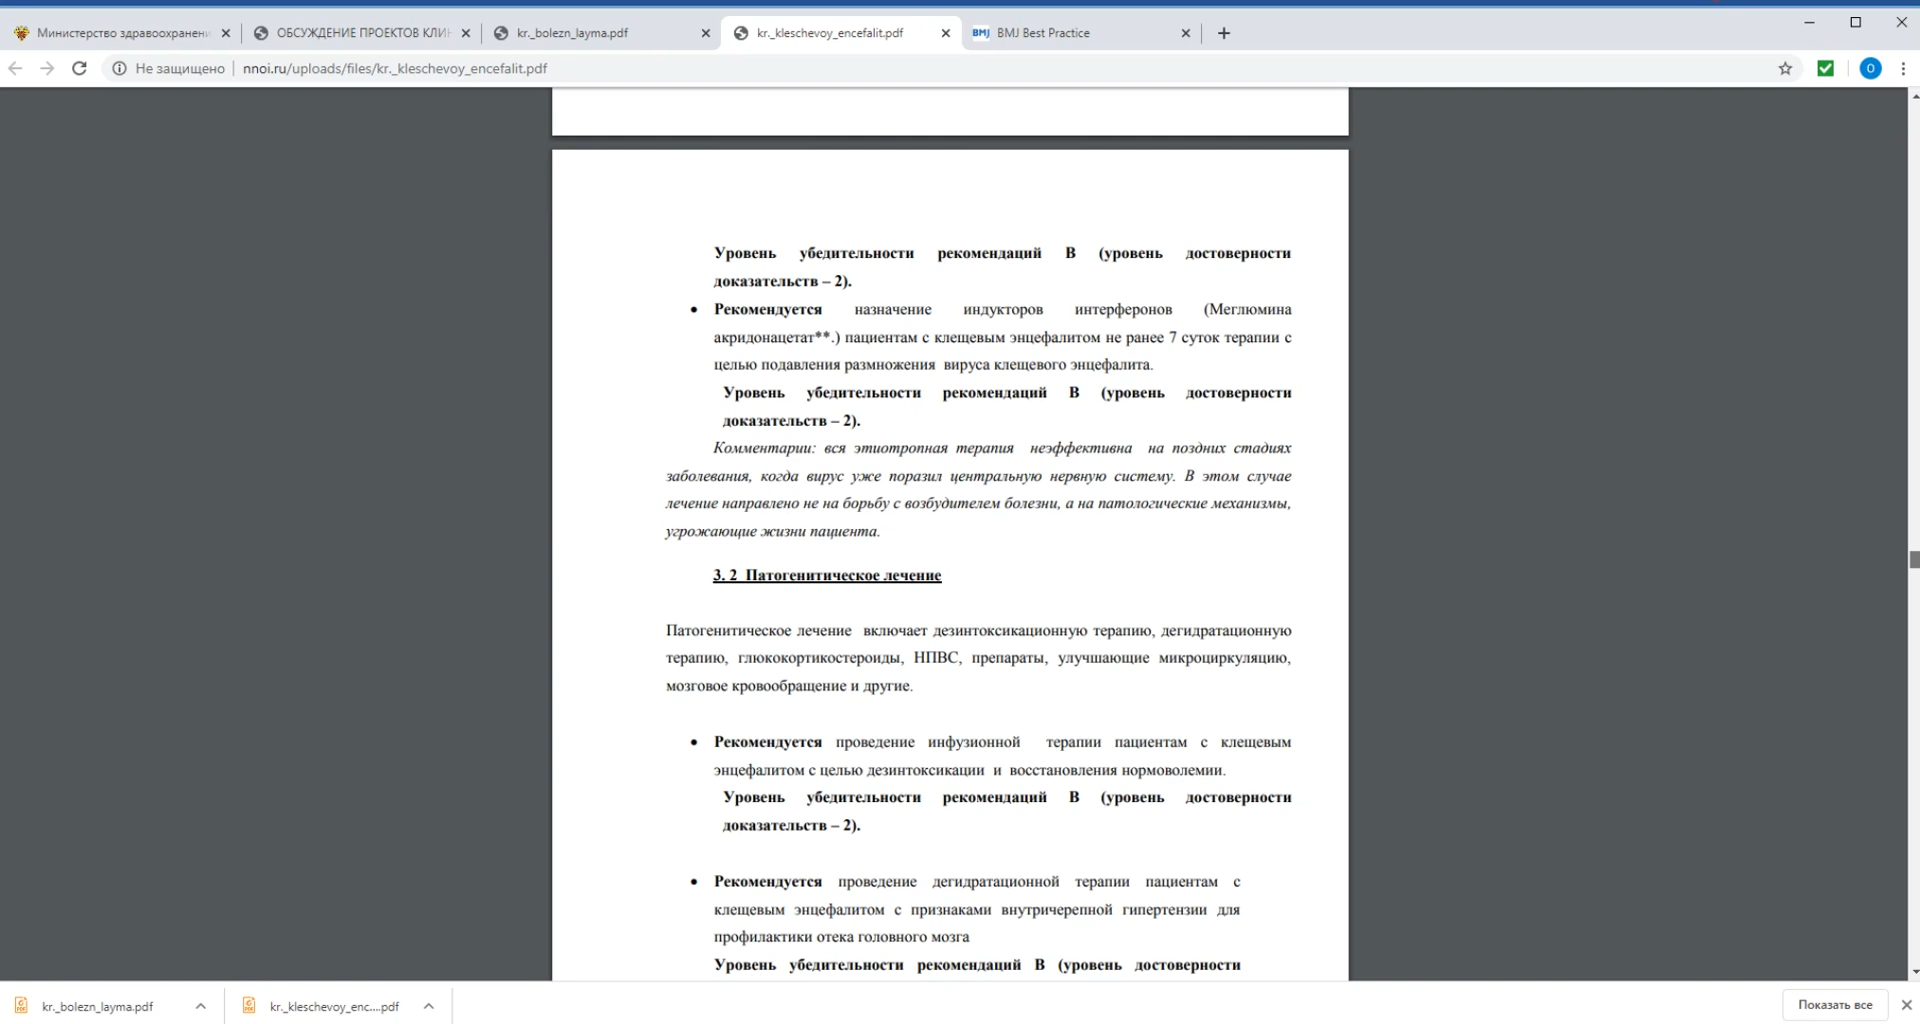 Министерство здравоохранени
ОБСУЖДЕНИЕ ПРОЕКТОВ КЛИН
kr._bolezn_layma.pdf
kr._kleschevoy_encefalit.pdf
BMJ BMJ Best Practice
Не защищено | nnoi.ru/uploads/files/kr._kleschevoy_encefalit.pdf
O
Уровень убедительности рекомендаций В (уровень достоверности
доказательств – 2).
• Рекомендуется назначение индукторов интерферонов (Меглюмина
акридонацетат**.) пациентам с клещевым энцефалитом не ранее 7 суток терапии с
целью подавления размножения вируса клещевого энцефалита.
Уровень убедительности рекомендаций В (уровень достоверности
доказательств – 2).
Комментарии: вся этиотропная терапия неэффективна на поздних стадиях
заболевания, когда вирус уже поразил центральную нервную систему. В этом случае
лечение направлено не на борьбу с возбудителем болезни, а на патологические механизмы,
угрожающие жизни пациента.
3. 2 Патогенитическое лечение
Патогенитическое лечение включает дезинтоксикационную терапию, дегидратационную
терапию, глюкокортикостероиды, НПВС, препараты, улучшающие микроциркуляцию,
мозговое кровообращение и другие.
• Рекомендуется проведение инфузионной терапии пациентам с клещевым
энцефалитом с целью дезинтоксикации и восстановления нормоволемии.
Уровень убедительности рекомендаций В (уровень достоверности
доказательств – 2).
• Рекомендуется проведение дегидратационной терапии пациентам с
клещевым энцефалитом с признаками внутричерепной гипертензии для
профилактики отека головного мозга
Уровень убедительности рекомендаций В (уровень достоверности
kr._bolezn_layma.pdf
kr._kleschevoy_enc....pdf
Показать все